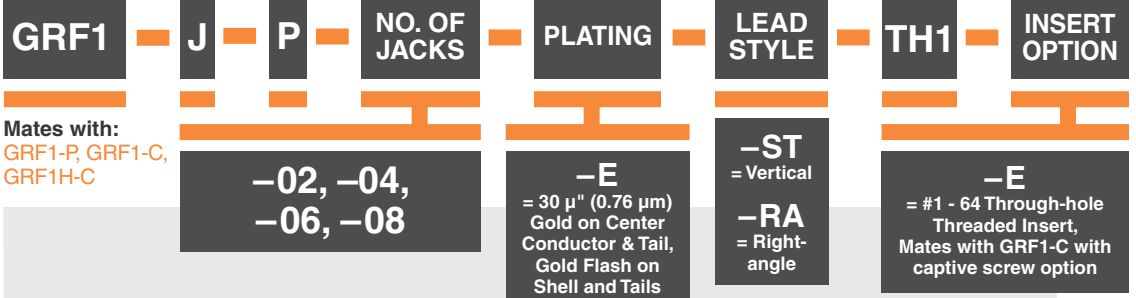 GRF1
J
P
NO. OF
JACKS
PLATING
LEAD
STYLE
TH1
INSERT
OPTION
Mates with:
GRF1-P, GRF1-C,
GRF1H-C
–02, –04,
–06, –08
–E
= 30 µ" (0.76 µm)
Gold on Center
Conductor & Tail,
Gold Flash on
Shell and Tails
–ST
= Vertical
–RA
= Right-
angle
–E
= #1 - 64 Through-hole
Threaded Insert,
Mates with GRF1-C with
captive screw option